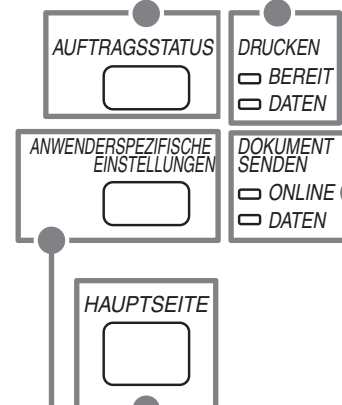 AUFTRAGSSTATUS
DRUCKEN
BEREIT
DATEN
ANWENDERSPEZIFISCHE
EINSTELLUNGEN
DOKUMENT
SENDEN
ONLINE
DATEN
HAUPTSEITE